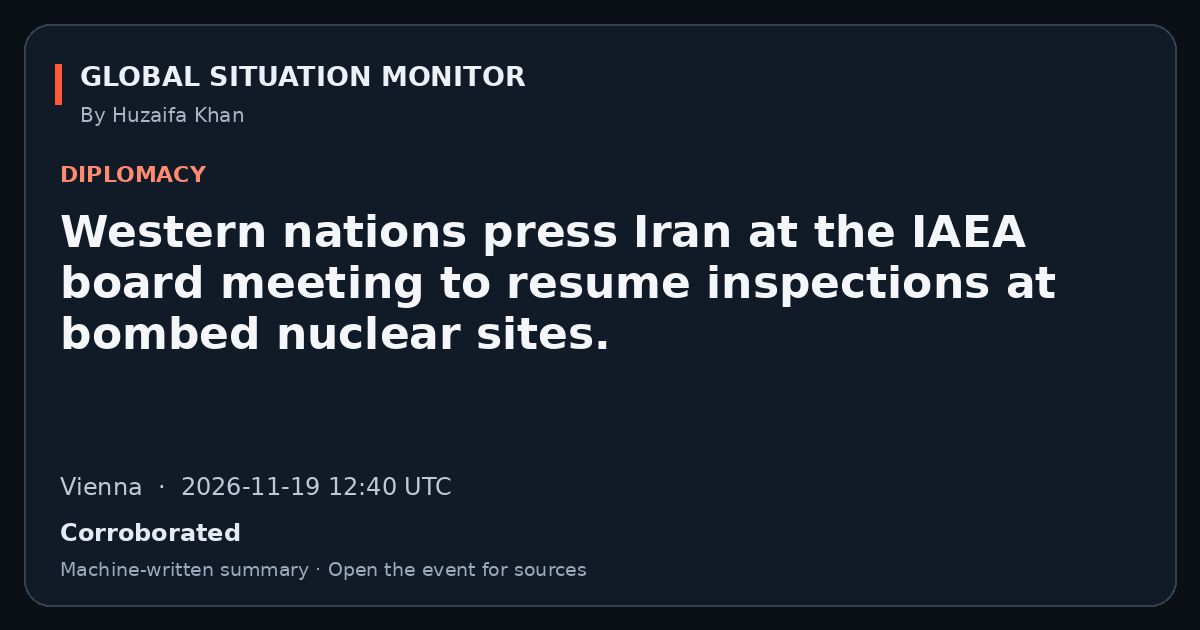 GLOBAL SITUATION MONITOR
By Huzaifa Khan
DIPLOMACY
Western nations press Iran at the IAEA
board meeting to resume inspections at
bombed nuclear sites.
Vienna · 2026-11-19 12:40 UTC
Corroborated
Machine-written summary · Open the event for sources